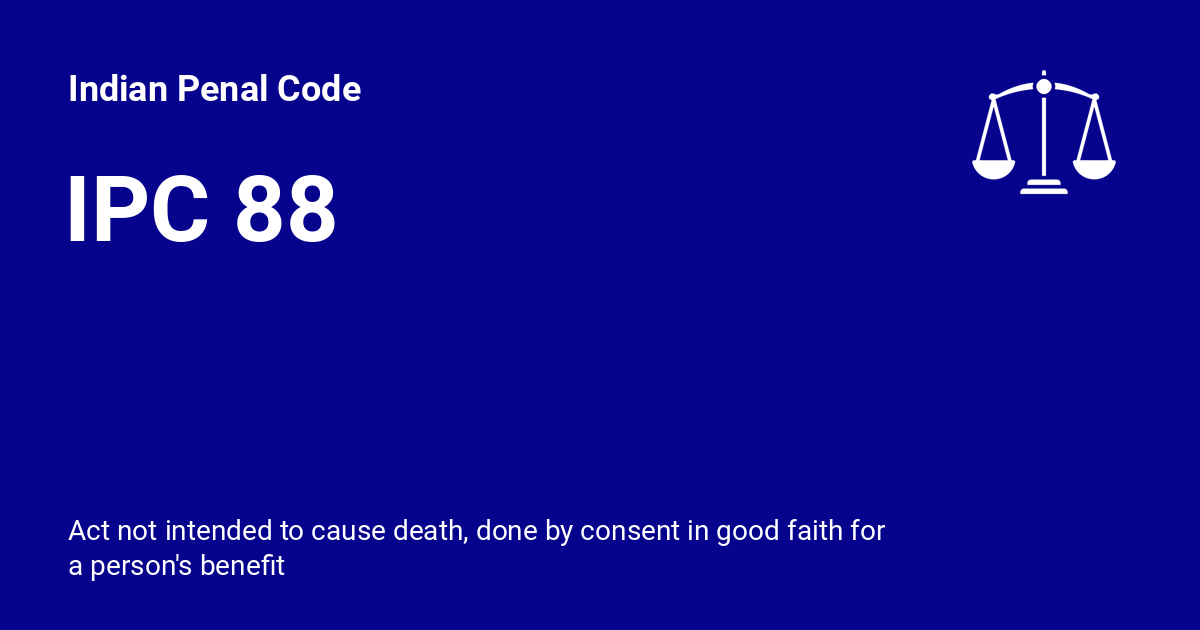 Indian Penal Code
IPC 88
Act not intended to cause death, done by consent in good faith for
a person's benefit